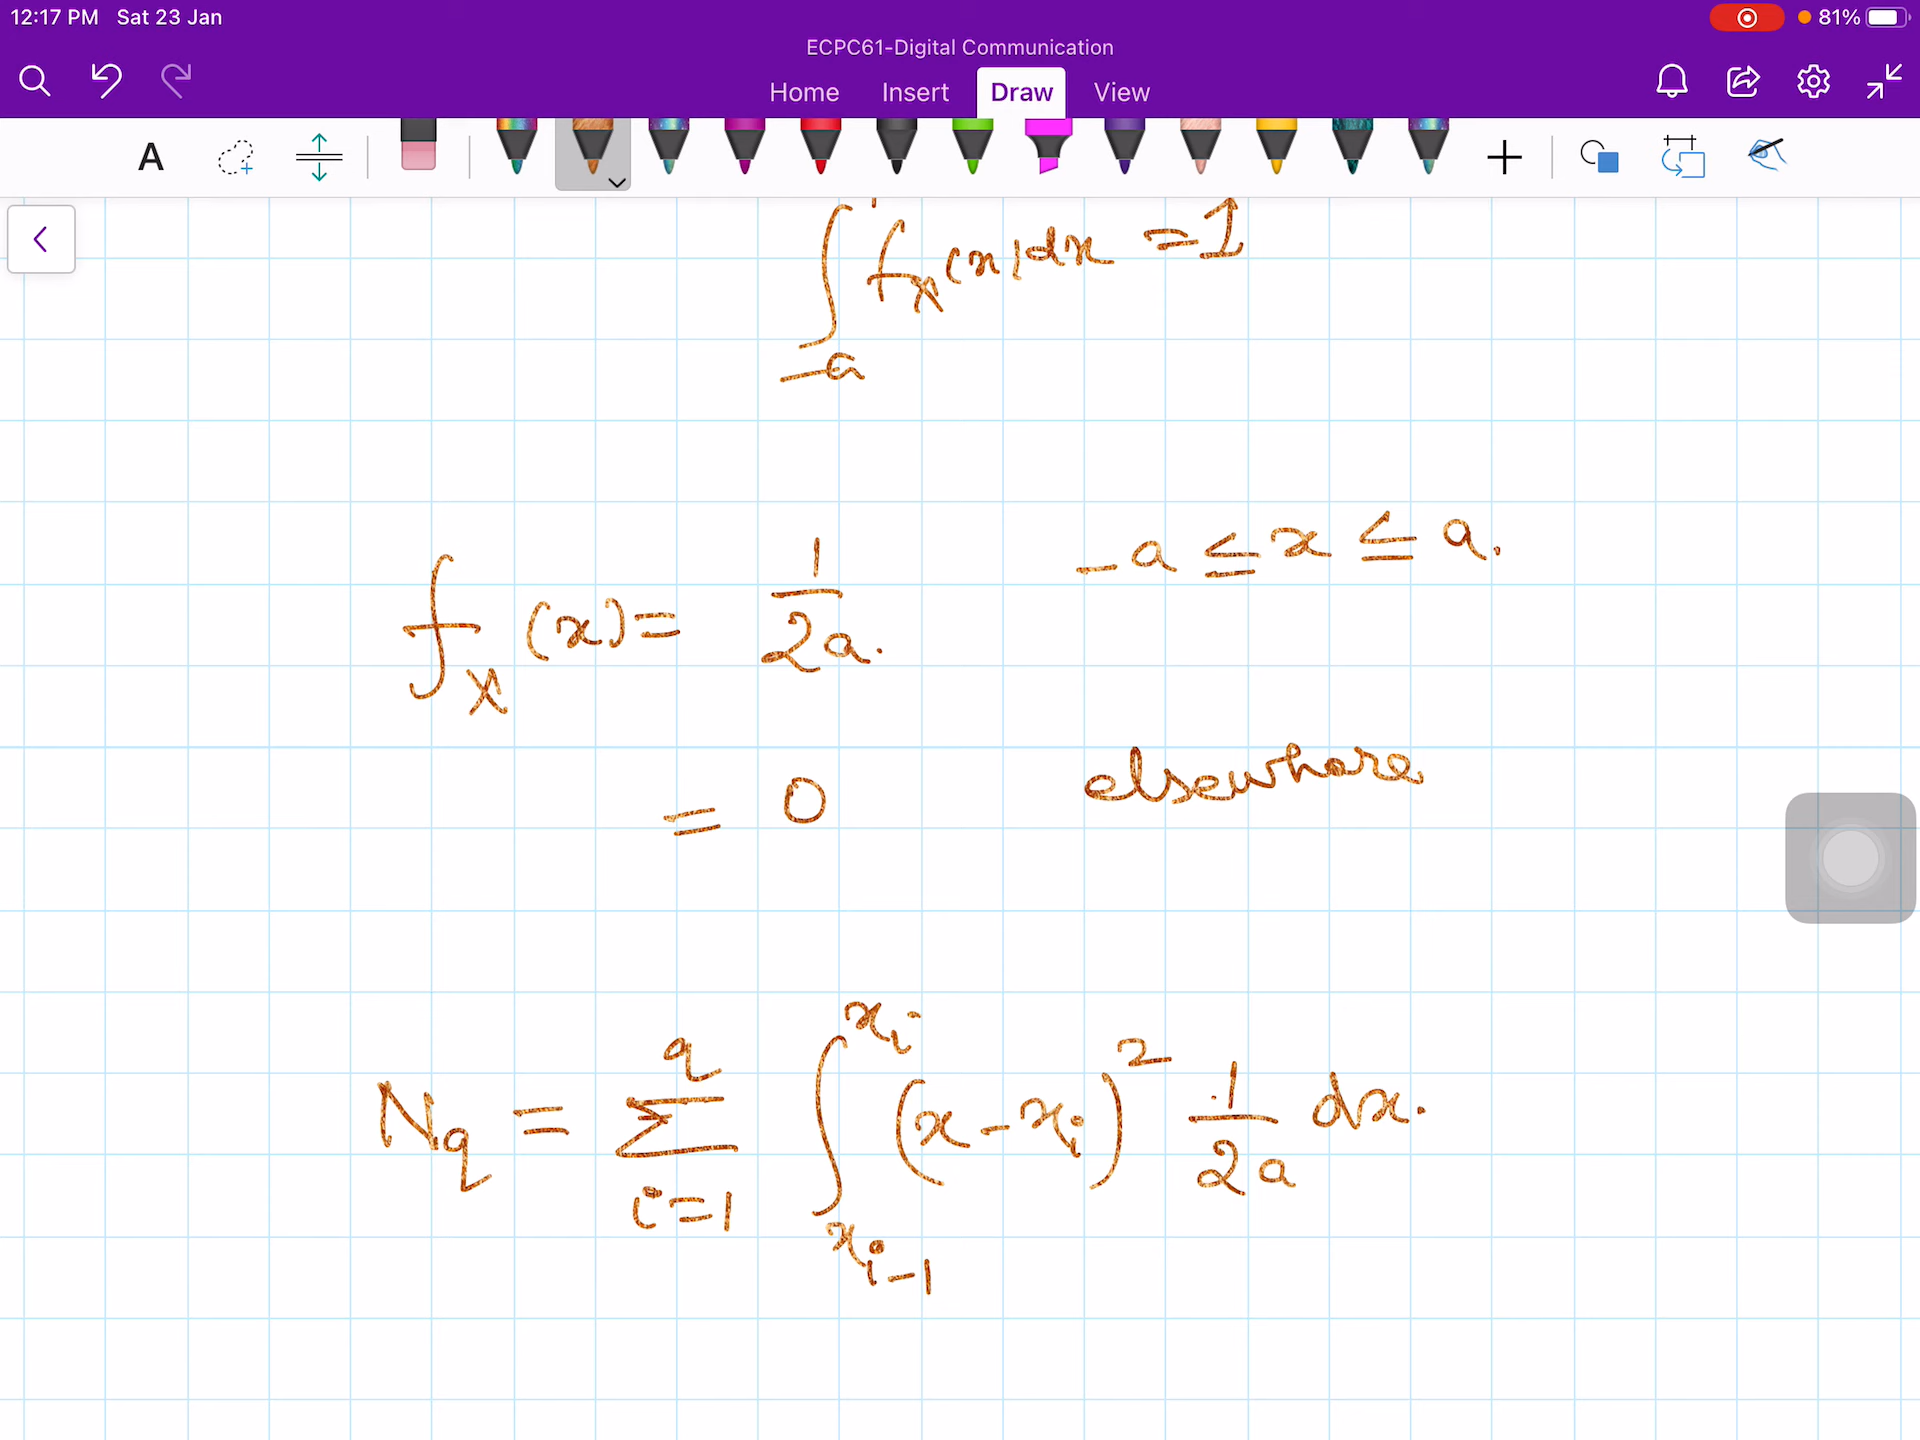 12:17 PM Sat 23 Jan 81%
ECPC61-Digital Communication
Home Insert Draw View
A
∫_{-a} f_X(x)dx = 1
f_X(x) = 1/2a. -a ≤ x ≤ a.
= 0 elsewhere
N_q = Σ_{i=1}^{q} ∫_{x_{i-1}}^{x_i} (x - x_i)^2 1/2a dx.